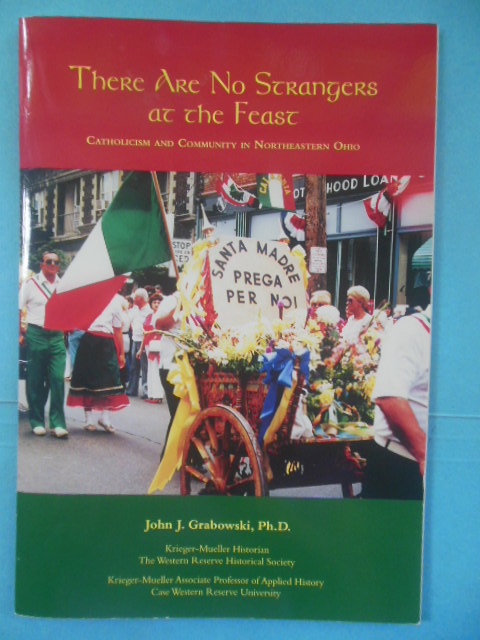 There Are No Strangers
at the Feast
Catholicism and Community in Northeastern Ohio
HOOD LOAN
STOP
SANTA MADRE
PREGA
PER NOI
John J. Grabowski, Ph.D.
Krieger-Mueller Historian
The Western Reserve Historical Society
Krieger-Mueller Associate Professor of Applied History
Case Western Reserve University